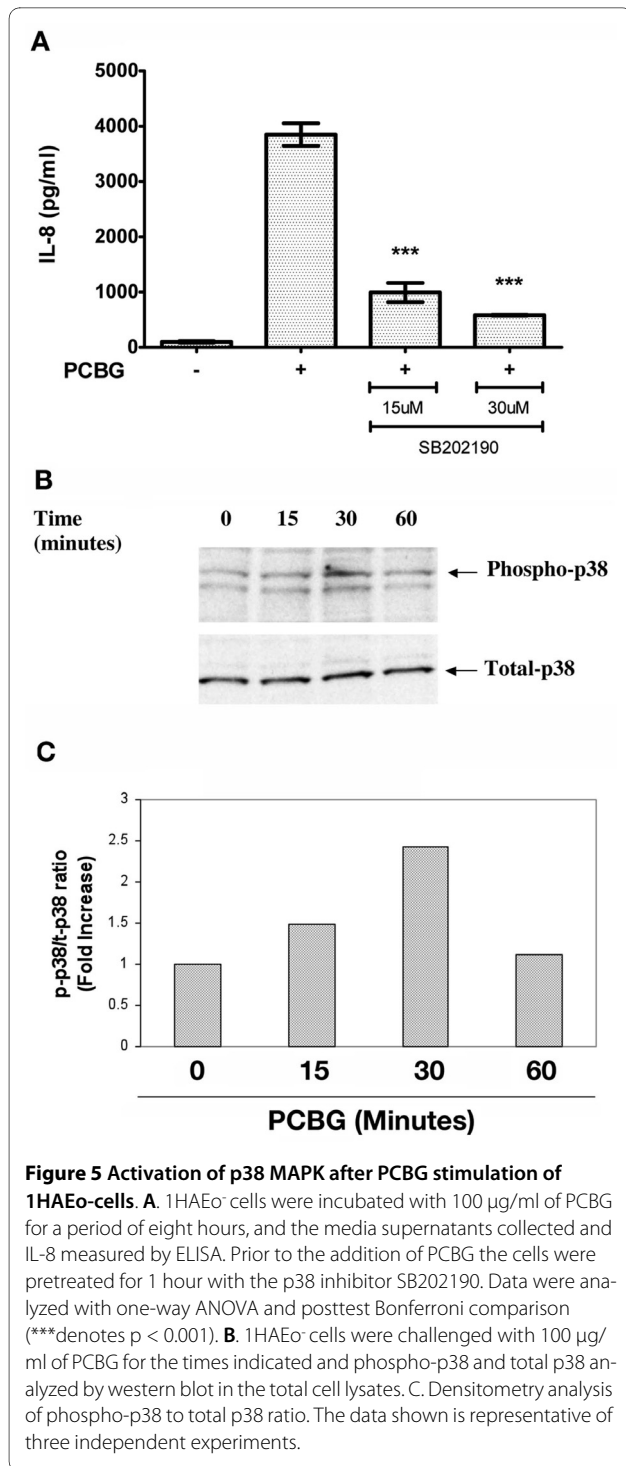 A
5000
4000
3000
2000
1000
0
IL-8 (pg/ml)
PCBG
- + + +
15uM 30uM
SB202190
B
Time 0 15 30 60
(minutes)
Phospho-p38
Total-p38
C
3
2.5
2
1.5
1
0.5
0
p-p38/t-p38 ratio
(Fold Increase)
0 15 30 60
PCBG (Minutes)
*** ***
Figure 5 Activation of p38 MAPK after PCBG stimulation of
1HAEo-cells. A. 1HAEo- cells were incubated with 100 μg/ml of PCBG
for a period of eight hours, and the media supernatants collected and
IL-8 measured by ELISA. Prior to the addition of PCBG the cells were
pretreated for 1 hour with the p38 inhibitor SB202190. Data were ana-
lyzed with one-way ANOVA and posttest Bonferroni comparison
(***denotes p < 0.001). B. 1HAEo- cells were challenged with 100 μg/
ml of PCBG for the times indicated and phospho-p38 and total p38 an-
alyzed by western blot in the total cell lysates. C. Densitometry analysis
of phospho-p38 to total p38 ratio. The data shown is representative of
three independent experiments.